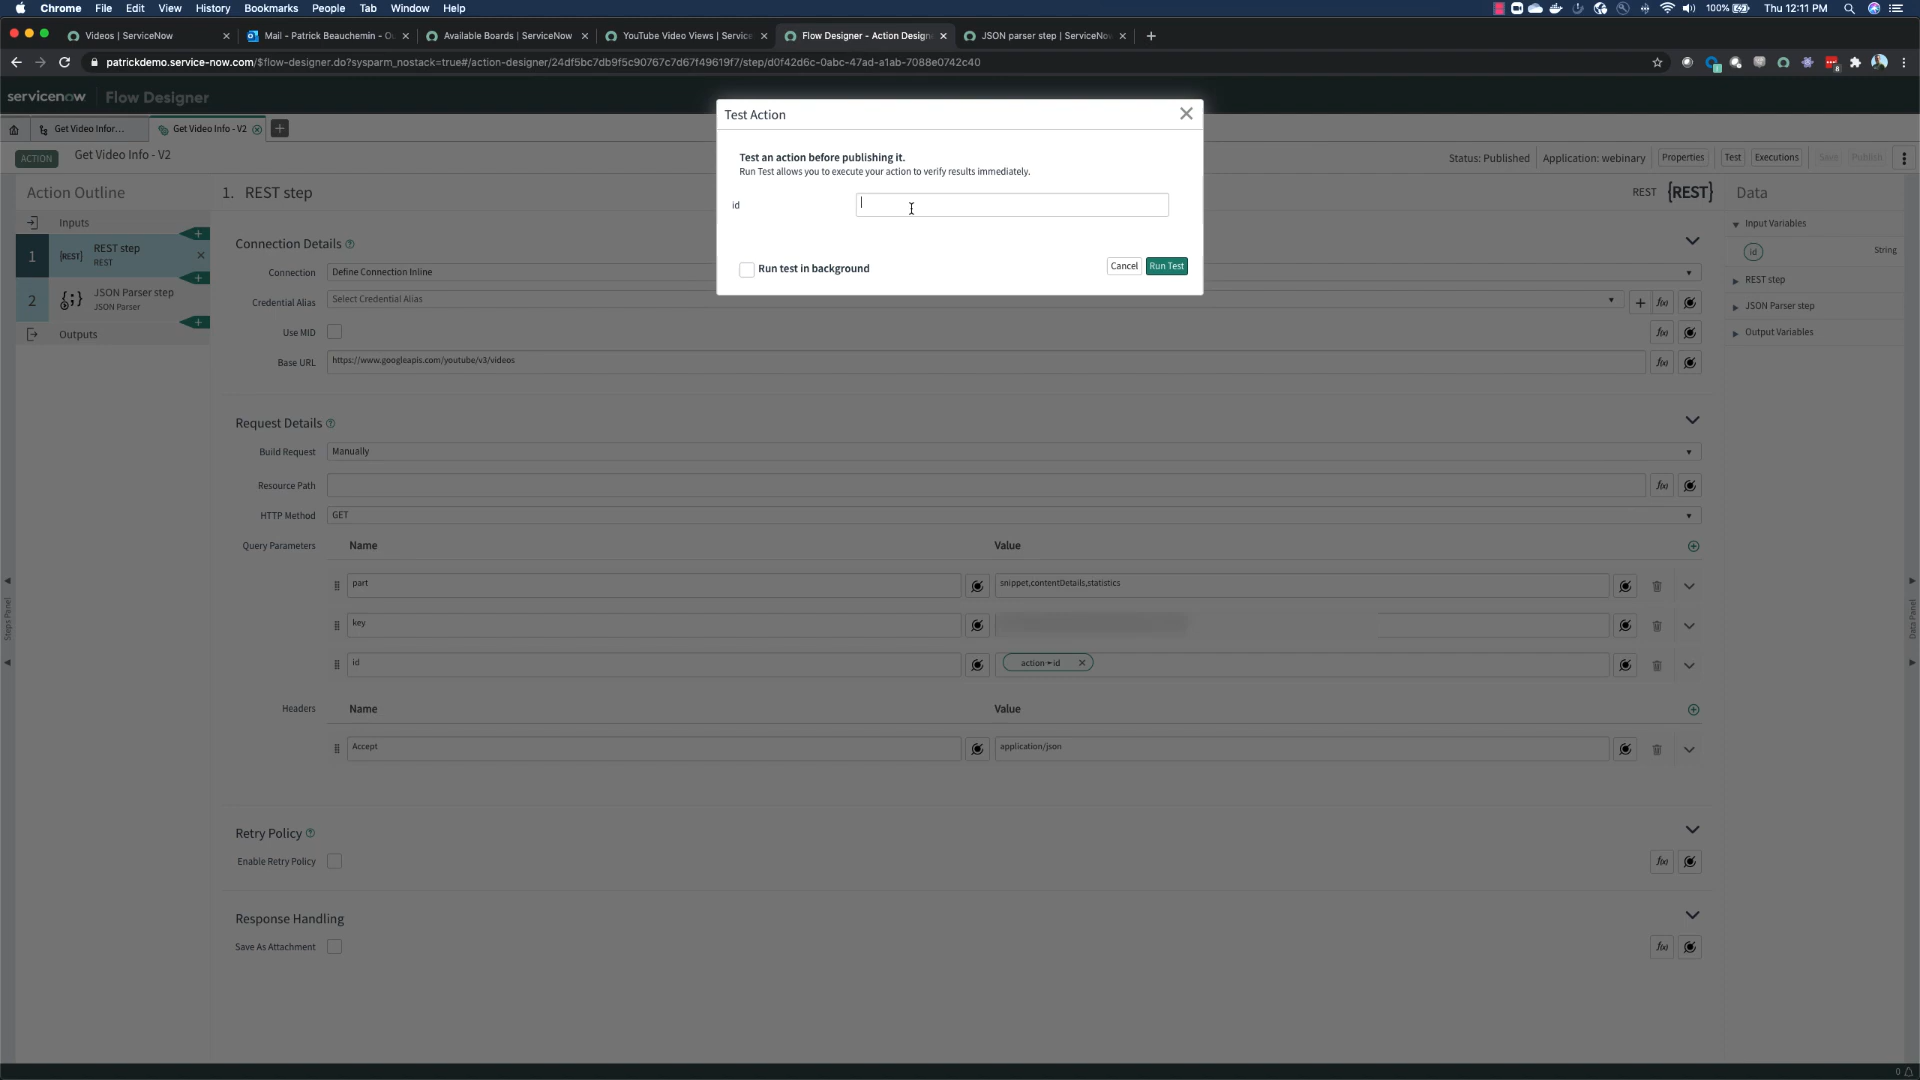 Chrome File Edit View History Bookmarks People Tab Window Help
100% Thu 12:11 PM
Videos | ServiceNow
Mail - Patrick Beauchemin - O
Available Boards | ServiceNow
YouTube Video Views | Service
Flow Designer - Action Design
JSON parser step | ServiceNo
patrickdemo.service-now.com/$flow-designer.do?sysparm_nostack=true#/action-designer/24df5bc7db9f5c90767c7d67f49619f7/step/d0f42d6c-0abc-47ad-a1ab-7088e0742c40
servicenow Flow Designer
Get Video Infor...
Get Video Info - V2
ACTION Get Video Info - V2
Status: Published Application: webinary Properties Test Executions Save Publish
Action Outline
Inputs
1 [REST] REST step
REST
2 JSON Parser step
JSON Parser
Outputs
1. REST step
REST {REST}
Test Action
Test an action before publishing it.
Run Test allows you to execute your action to verify results immediately.
id
Run test in background
Cancel Run Test
Connection Details
Connection Define Connection Inline
Credential Alias Select Credential Alias
Use MID
Base URL https://www.googleapis.com/youtube/v3/videos
Request Details
Build Request Manually
Resource Path
HTTP Method GET
Query Parameters Name Value
part snippet,contentDetails,statistics
key
id action ▸ id
Headers Name Value
Accept application/json
Retry Policy
Enable Retry Policy
Response Handling
Save As Attachment
Data
Input Variables
id String
REST step
JSON Parser step
Output Variables
Steps Panel
Data Panel
0